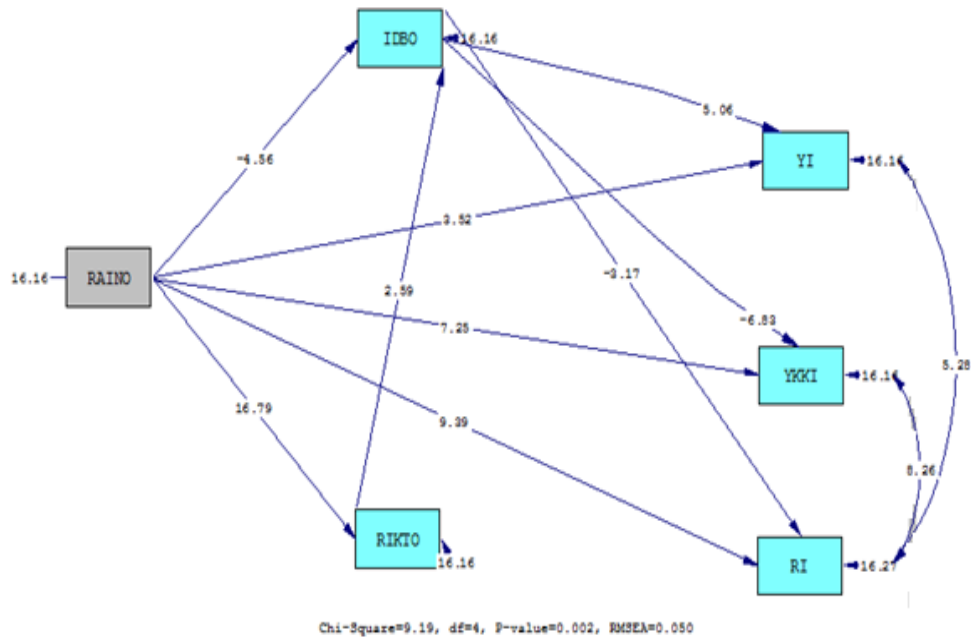 IDBO
16.16
5.06
YI
16.16
-4.56
3.52
RAINO
16.16
-3.17
2.59
-6.53
7.25
YKKI
16.16
5.28
16.79
9.39
8.26
RIKTO
16.16
RI
16.27
Chi-Square=9.19, df=4, P-value=0.002, RMSEA=0.050